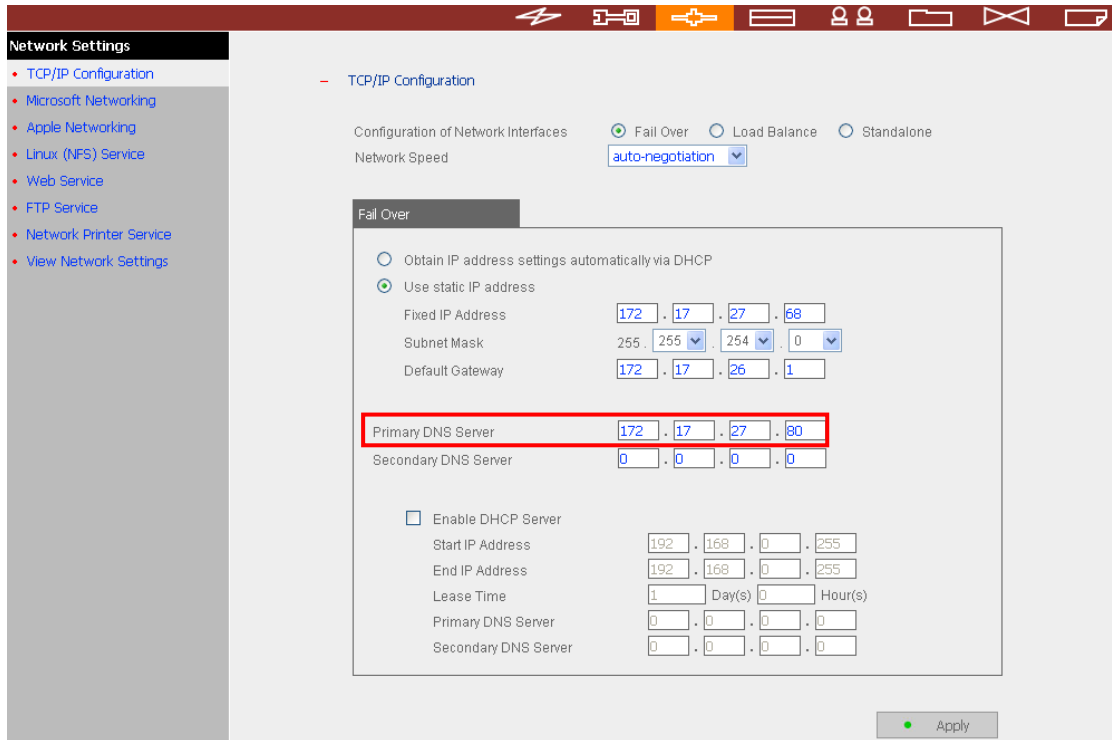 Network Settings
TCP/IP Configuration
Microsoft Networking
Apple Networking
Linux (NFS) Service
Web Service
FTP Service
Network Printer Service
View Network Settings
– TCP/IP Configuration
Configuration of Network Interfaces Fail Over Load Balance Standalone
Network Speed auto-negotiation
Fail Over
Obtain IP address settings automatically via DHCP
Use static IP address
Fixed IP Address 172 . 17 . 27 . 68
Subnet Mask 255 . 255 . 254 . 0
Default Gateway 172 . 17 . 26 . 1
Primary DNS Server 172 . 17 . 27 . 80
Secondary DNS Server 0 . 0 . 0 . 0
Enable DHCP Server
Start IP Address 192 . 168 . 0 . 255
End IP Address 192 . 168 . 0 . 255
Lease Time 1 Day(s) 0 Hour(s)
Primary DNS Server 0 . 0 . 0 . 0
Secondary DNS Server 0 . 0 . 0 . 0
Apply